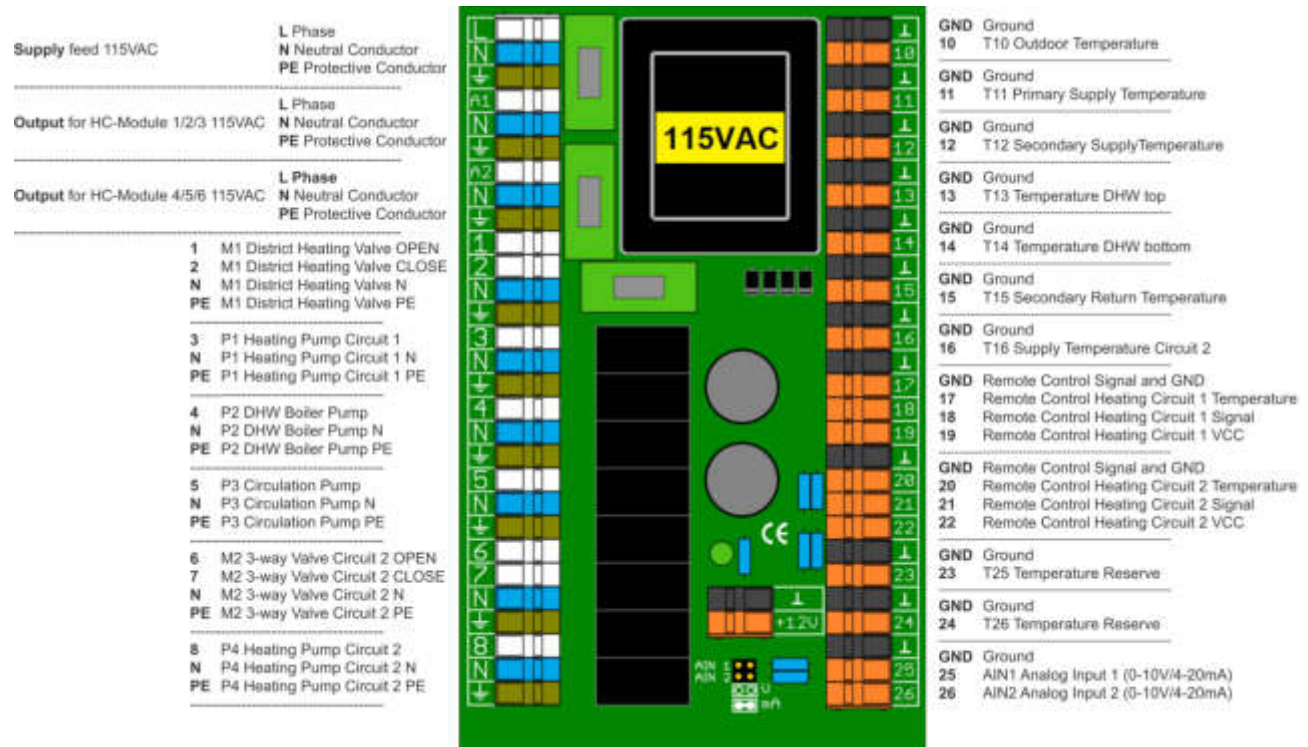 L Phase
Supply feed 115VAC N Neutral Conductor
PE Protective Conductor
L Phase
Output for HC-Module 1/2/3 115VAC N Neutral Conductor
PE Protective Conductor
L Phase
Output for HC-Module 4/5/6 115VAC N Neutral Conductor
PE Protective Conductor
1 M1 District Heating Valve OPEN
2 M1 District Heating Valve CLOSE
N M1 District Heating Valve N
PE M1 District Heating Valve PE
3 P1 Heating Pump Circuit 1
N P1 Heating Pump Circuit 1 N
PE P1 Heating Pump Circuit 1 PE
4 P2 DHW Boiler Pump
N P2 DHW Boiler Pump N
PE P2 DHW Boiler Pump PE
5 P3 Circulation Pump
N P3 Circulation Pump N
PE P3 Circulation Pump PE
6 M2 3-way Valve Circuit 2 OPEN
7 M2 3-way Valve Circuit 2 CLOSE
N M2 3-way Valve Circuit 2 N
PE M2 3-way Valve Circuit 2 PE
8 P4 Heating Pump Circuit 2
N P4 Heating Pump Circuit 2 N
PE P4 Heating Pump Circuit 2 PE
L
N
A1
N
A2
N
1
2
N
3
N
4
N
5
N
6
7
N
8
N
115VAC
CE
+12V
AIN 1
AIN 2
V
mA
10
11
12
13
14
15
16
17
18
19
20
21
22
23
24
25
26
GND Ground
10 T10 Outdoor Temperature
GND Ground
11 T11 Primary Supply Temperature
GND Ground
12 T12 Secondary SupplyTemperature
GND Ground
13 T13 Temperature DHW top
GND Ground
14 T14 Temperature DHW bottom
GND Ground
15 T15 Secondary Return Temperature
GND Ground
16 T16 Supply Temperature Circuit 2
GND Remote Control Signal and GND
17 Remote Control Heating Circuit 1 Temperature
18 Remote Control Heating Circuit 1 Signal
19 Remote Control Heating Circuit 1 VCC
GND Remote Control Signal and GND
20 Remote Control Heating Circuit 2 Temperature
21 Remote Control Heating Circuit 2 Signal
22 Remote Control Heating Circuit 2 VCC
GND Ground
23 T25 Temperature Reserve
GND Ground
24 T26 Temperature Reserve
GND Ground
25 AIN1 Analog Input 1 (0-10V/4-20mA)
26 AIN2 Analog Input 2 (0-10V/4-20mA)